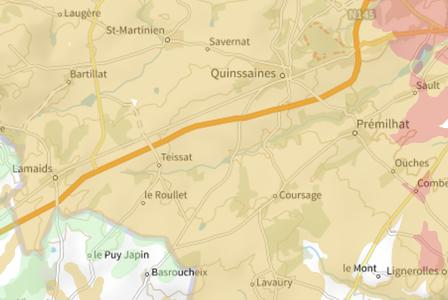 Laugère
N145
St-Martinien
Savernat
Bartillat
Quinssaines
Sault
Prémilhat
Teissat
Lamaids
Ouches
le Roullet
Coursage
le Puy Japin
Basroucheix
le Mont
Lignerolles
Lavaury